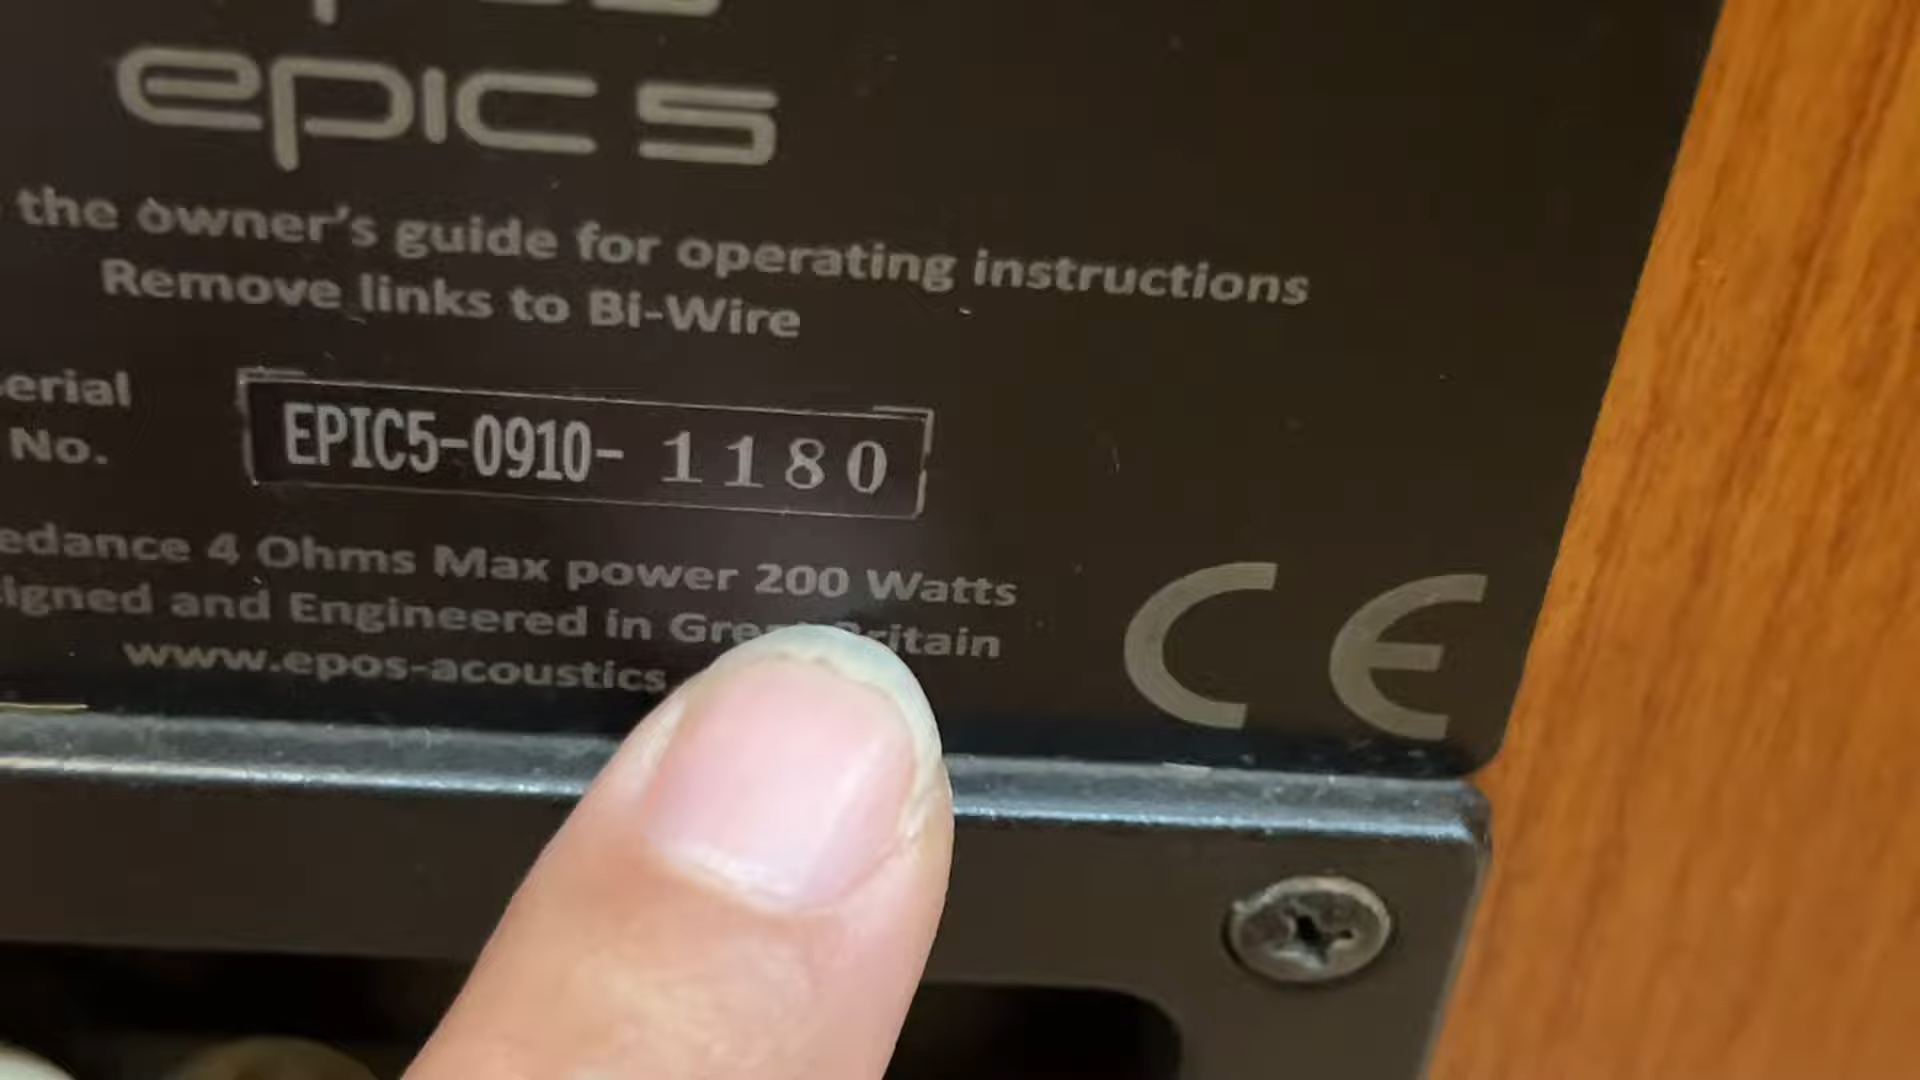 epic 5
the owner's guide for operating instructions
Remove links to Bi-Wire
erial
No.
EPIC5-0910- 1180
edance 4 Ohms Max power 200 Watts
igned and Engineered in Gre Britain
www.epos-acoustics
CE